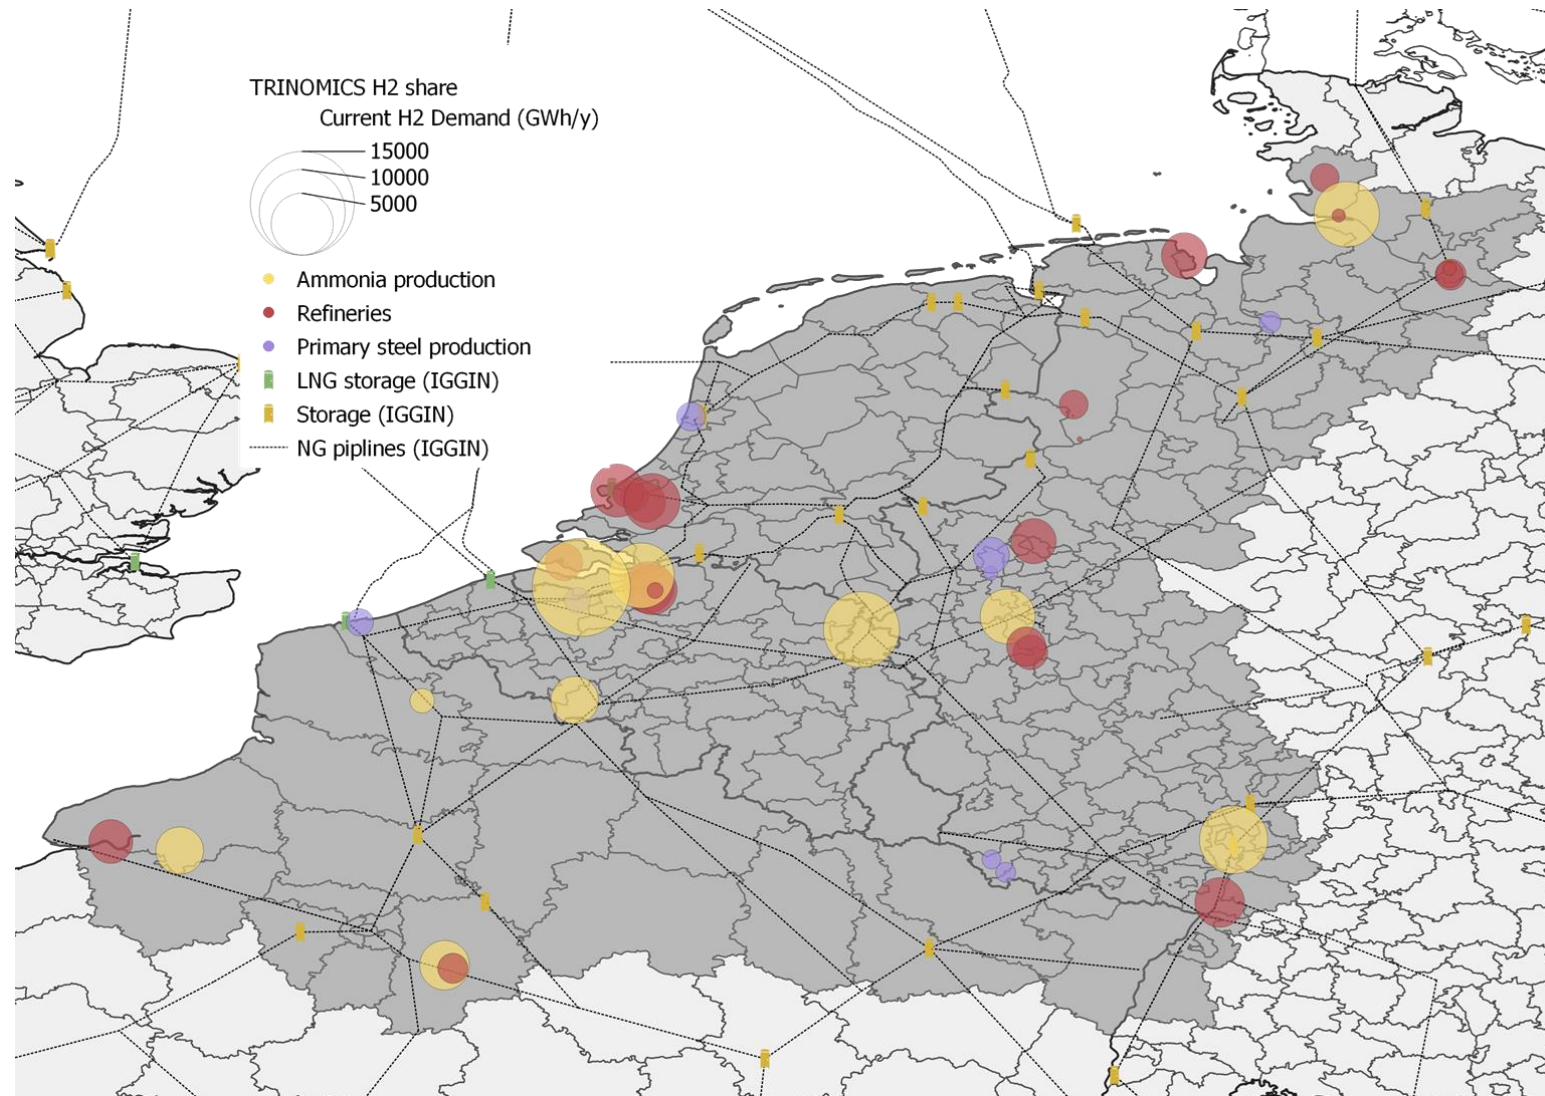 TRINOMICS H2 share
Current H2 Demand (GWh/y)
15000
10000
5000
Ammonia production
Refineries
Primary steel production
LNG storage (IGGIN)
Storage (IGGIN)
NG piplines (IGGIN)